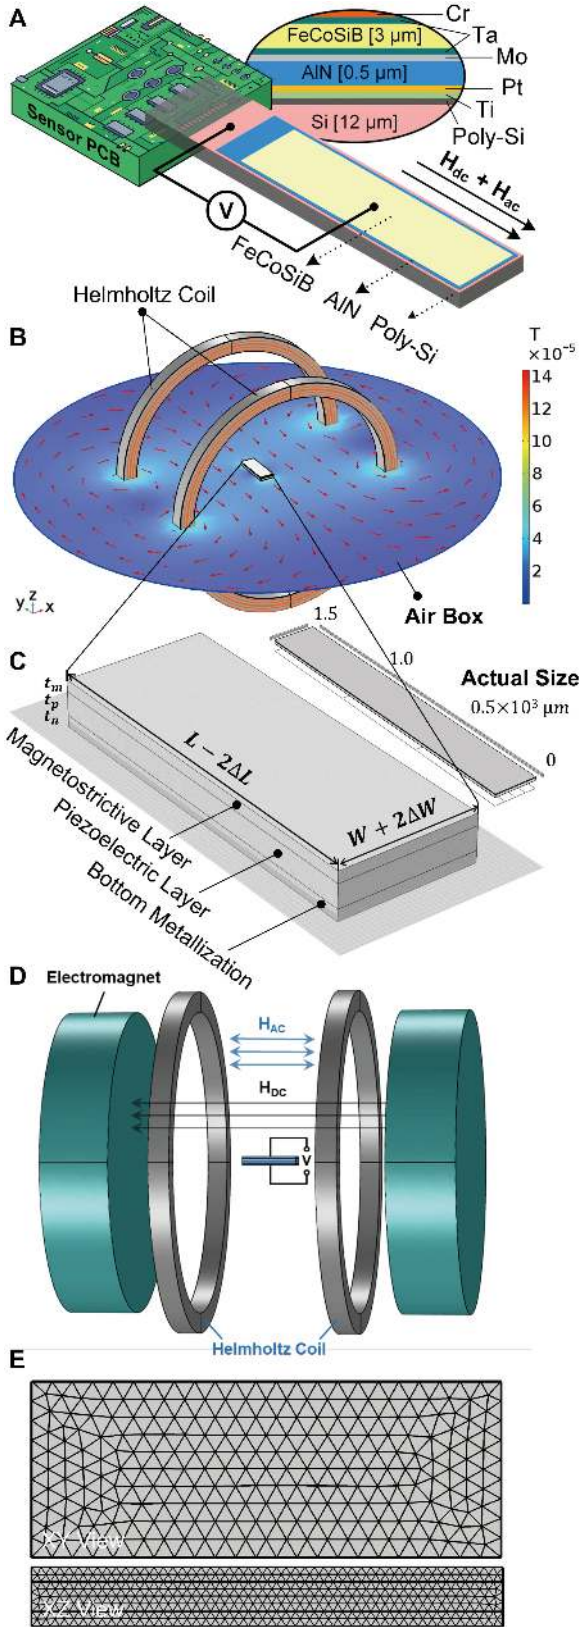 A
Cr
FeCoSiB [3 µm]
Ta
Mo
AlN [0.5 µm]
Pt
Ti
Si [12 µm]
Poly-Si
Sensor PCB
H_dc + H_ac
V
FeCoSiB
AlN
Poly-Si
Helmholtz Coil
B
T
×10⁻⁵
14
12
10
8
6
4
2
y z x
Air Box
C
1.5
1.0
Actual Size
0.5×10³ µm
0
t_m
t_p
t_n
L − 2ΔL
W + 2ΔW
Magnetostrictive Layer
Piezoelectric Layer
Bottom Metallization
D
Electromagnet
H_AC
H_DC
V
Helmholtz Coil
E
XY View
XZ View